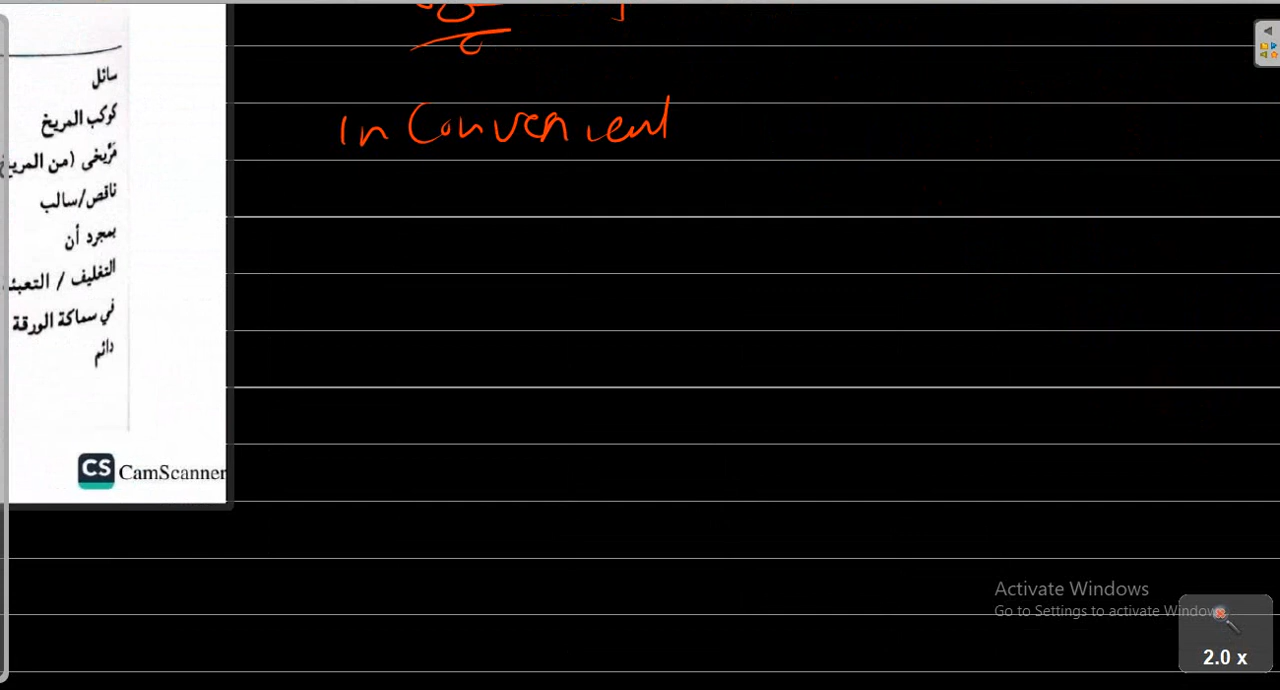 سائل
كوكب المريخ
مَرِّيخى (من المريخ
ناقص/سالب
بمجرد أن
التغليف / التعبئة
في سماكة الورقة
دائم
CS CamScanner
in Convenient
Activate Windows
Go to Settings to activate Windows
2.0 x